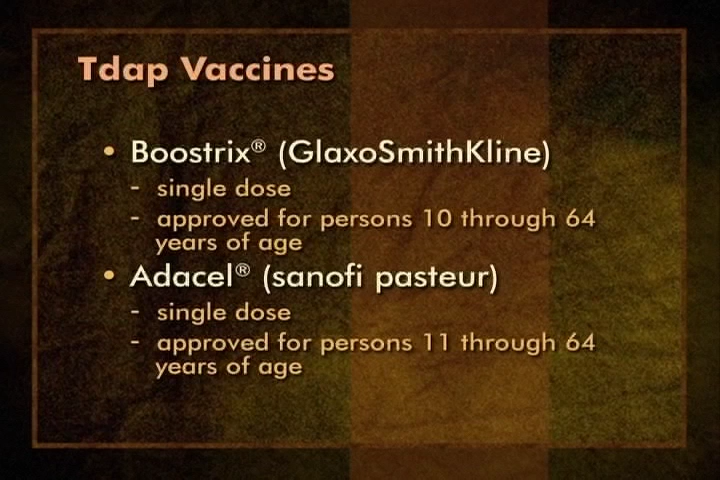 Tdap Vaccines
• Boostrix® (GlaxoSmithKline)
- single dose
- approved for persons 10 through 64
years of age
• Adacel® (sanofi pasteur)
- single dose
- approved for persons 11 through 64
years of age